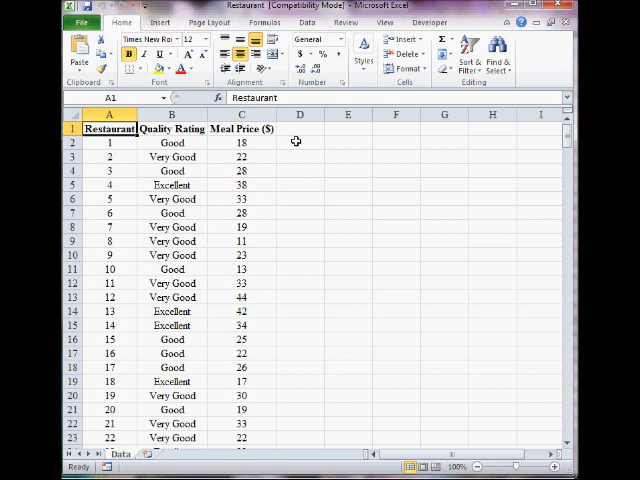 Restaurant [Compatibility Mode] - Microsoft Excel
File Home Insert Page Layout Formulas Data Review View Developer
Times New Ro 12 General Insert Σ
Paste B I U A A $ % , Styles Delete Sort & Find &
Format Filter Select
Clipboard Font Alignment Number Cells Editing
A1 fx Restaurant
A B C D E F G H I
1 Restaurant Quality Rating Meal Price ($)
2 1 Good 18
3 2 Very Good 22
4 3 Good 28
5 4 Excellent 38
6 5 Very Good 33
7 6 Good 28
8 7 Very Good 19
9 8 Very Good 11
10 9 Very Good 23
11 10 Good 13
12 11 Very Good 33
13 12 Very Good 44
14 13 Excellent 42
15 14 Excellent 34
16 15 Good 25
17 16 Good 22
18 17 Good 26
19 18 Excellent 17
20 19 Very Good 30
21 20 Good 19
22 21 Very Good 33
23 22 Very Good 22
Data
Ready 100%